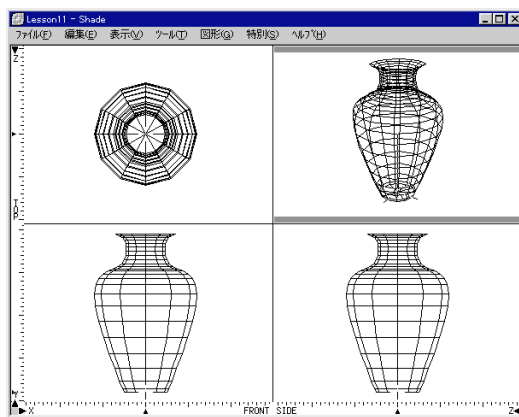 Lesson11 - Shade
ファイル(F) 編集(E) 表示(V) ツール(T) 図形(G) 特別(S) ヘルプ(H)
Z
TOP
Y
X FRONT SIDE Z